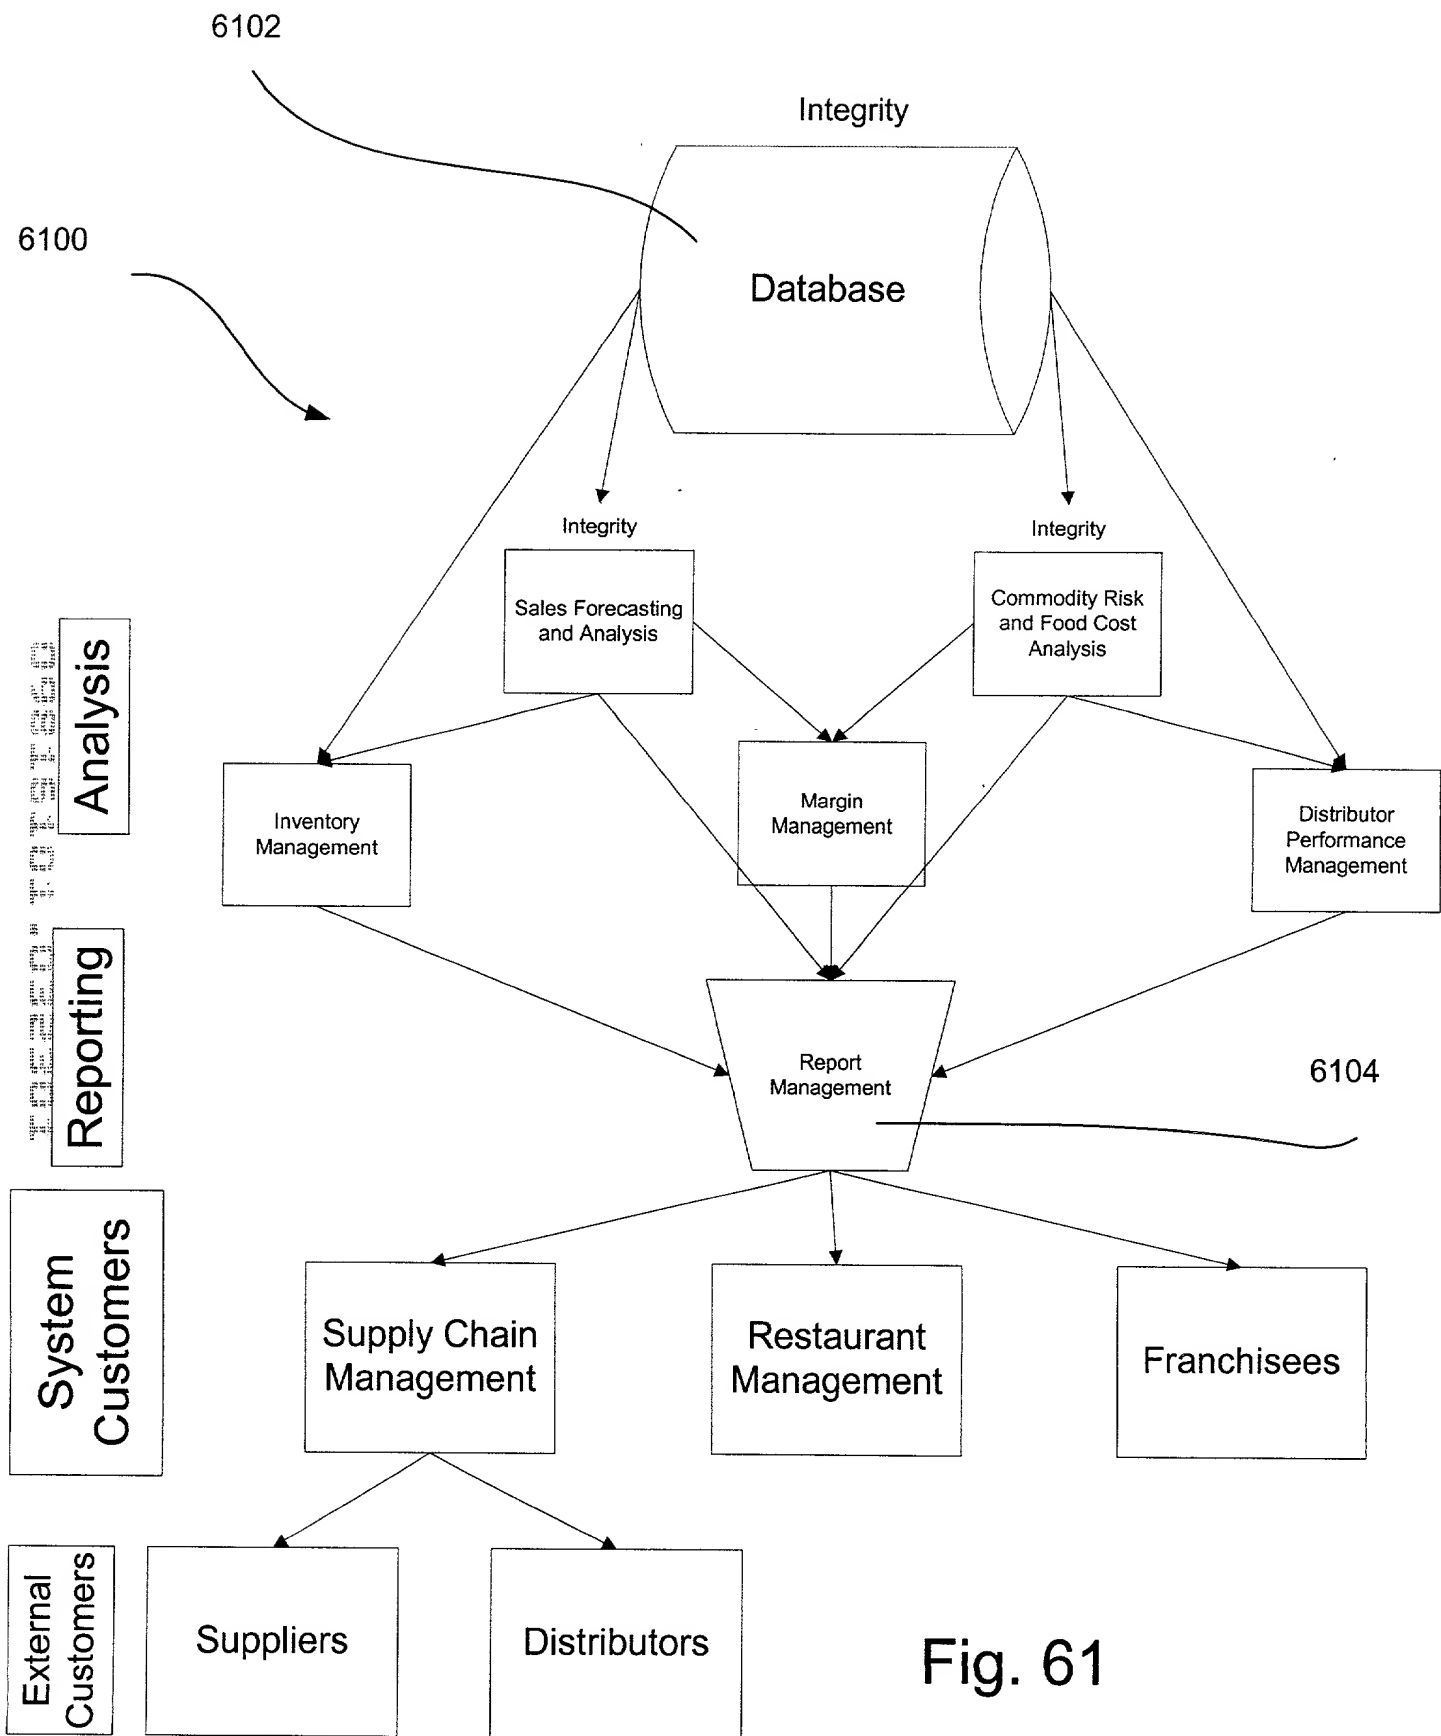 6102
Integrity
6100
Database
Integrity
Integrity
Sales Forecasting
and Analysis
Commodity Risk
and Food Cost
Analysis
Analysis
Inventory
Management
Margin
Management
Distributor
Performance
Management
Reporting
Report
Management
6104
System
Customers
Supply Chain
Management
Restaurant
Management
Franchisees
External
Customers
Suppliers
Distributors
Fig. 61